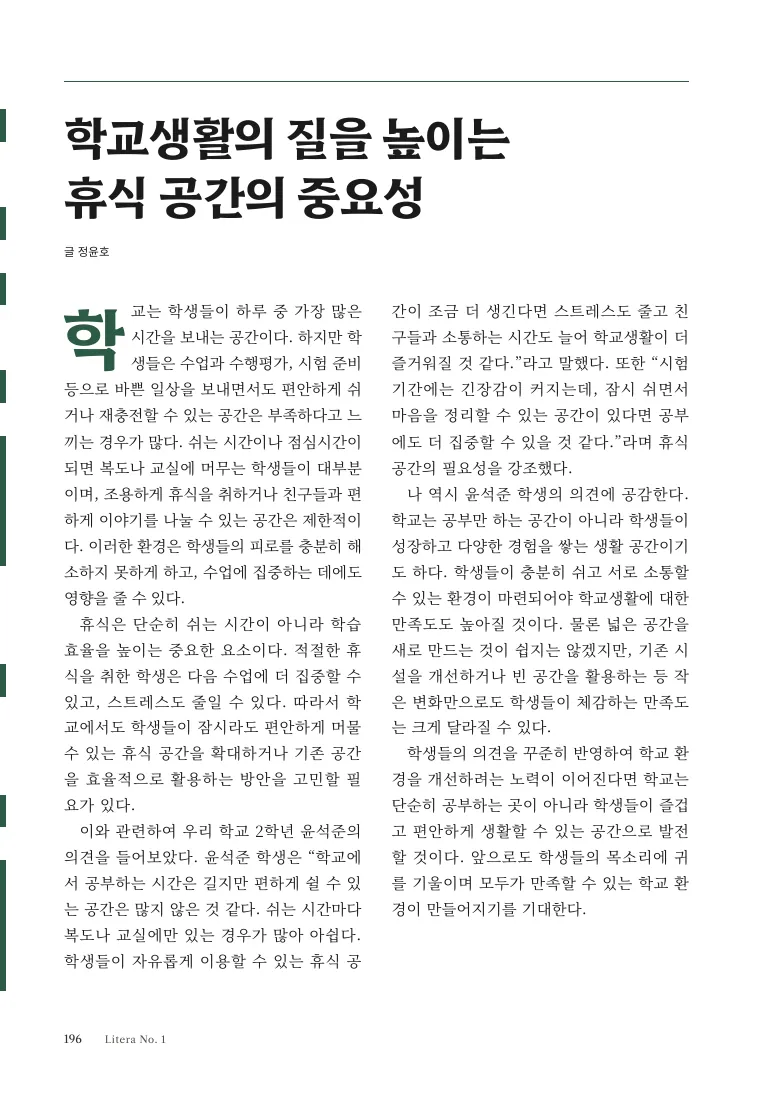 학교생활의 질을 높이는
휴식 공간의 중요성
글 정윤호
학교는 학생들이 하루 중 가장 많은
시간을 보내는 공간이다. 하지만 학
생들은 수업과 수행평가, 시험 준비
등으로 바쁜 일상을 보내면서도 편안하게 쉬
거나 재충전할 수 있는 공간은 부족하다고 느
끼는 경우가 많다. 쉬는 시간이나 점심시간이
되면 복도나 교실에 머무는 학생들이 대부분
이며, 조용하게 휴식을 취하거나 친구들과 편
하게 이야기를 나눌 수 있는 공간은 제한적이
다. 이러한 환경은 학생들의 피로를 충분히 해
소하지 못하게 하고, 수업에 집중하는 데에도
영향을 줄 수 있다.
휴식은 단순히 쉬는 시간이 아니라 학습
효율을 높이는 중요한 요소이다. 적절한 휴
식을 취한 학생은 다음 수업에 더 집중할 수
있고, 스트레스도 줄일 수 있다. 따라서 학
교에서도 학생들이 잠시라도 편안하게 머물
수 있는 휴식 공간을 확대하거나 기존 공간
을 효율적으로 활용하는 방안을 고민할 필
요가 있다.
이와 관련하여 우리 학교 2학년 윤석준의
의견을 들어보았다. 윤석준 학생은 “학교에
서 공부하는 시간은 길지만 편하게 쉴 수 있
는 공간은 많지 않은 것 같다. 쉬는 시간마다
복도나 교실에만 있는 경우가 많아 아쉽다.
학생들이 자유롭게 이용할 수 있는 휴식 공
간이 조금 더 생긴다면 스트레스도 줄고 친
구들과 소통하는 시간도 늘어 학교생활이 더
즐거워질 것 같다.”라고 말했다. 또한 “시험
기간에는 긴장감이 커지는데, 잠시 쉬면서
마음을 정리할 수 있는 공간이 있다면 공부
에도 더 집중할 수 있을 것 같다.”라며 휴식
공간의 필요성을 강조했다.
나 역시 윤석준 학생의 의견에 공감한다.
학교는 공부만 하는 공간이 아니라 학생들이
성장하고 다양한 경험을 쌓는 생활 공간이기
도 하다. 학생들이 충분히 쉬고 서로 소통할
수 있는 환경이 마련되어야 학교생활에 대한
만족도도 높아질 것이다. 물론 넓은 공간을
새로 만드는 것이 쉽지는 않겠지만, 기존 시
설을 개선하거나 빈 공간을 활용하는 등 작
은 변화만으로도 학생들이 체감하는 만족도
는 크게 달라질 수 있다.
학생들의 의견을 꾸준히 반영하여 학교 환
경을 개선하려는 노력이 이어진다면 학교는
단순히 공부하는 곳이 아니라 학생들이 즐겁
고 편안하게 생활할 수 있는 공간으로 발전
할 것이다. 앞으로도 학생들의 목소리에 귀
를 기울이며 모두가 만족할 수 있는 학교 환
경이 만들어지기를 기대한다.
196 Litera No. 1